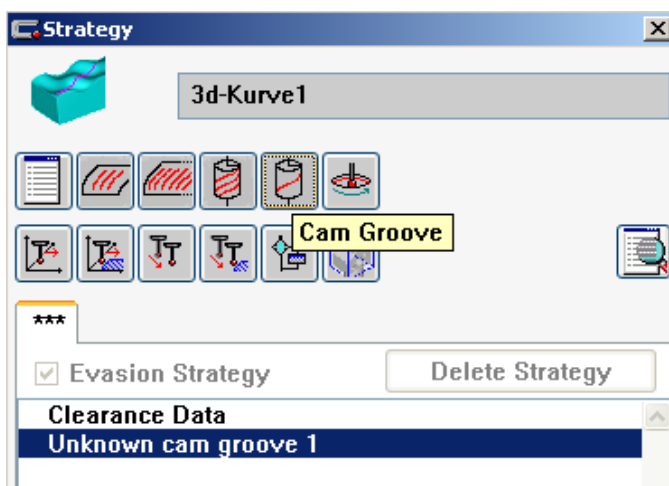 Strategy
3d-Kurve1
Cam Groove
***
Evasion Strategy
Delete Strategy
Clearance Data
Unknown cam groove 1